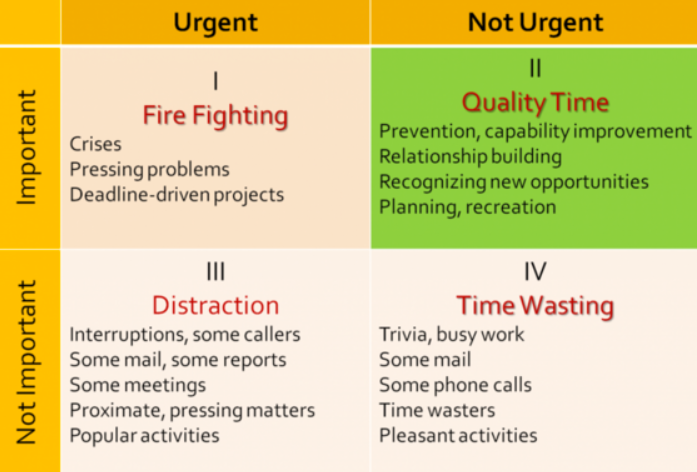 Urgent
Not Urgent
Important
I
Fire Fighting
Crises
Pressing problems
Deadline-driven projects
II
Quality Time
Prevention, capability improvement
Relationship building
Recognizing new opportunities
Planning, recreation
Not Important
III
Distraction
Interruptions, some callers
Some mail, some reports
Some meetings
Proximate, pressing matters
Popular activities
IV
Time Wasting
Trivia, busy work
Some mail
Some phone calls
Time wasters
Pleasant activities